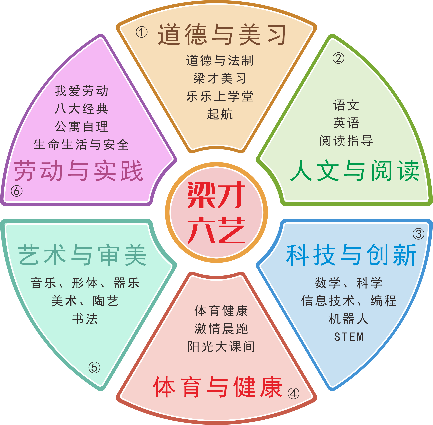 ①
道德与美习
道德与法制
梁才美习
乐乐上学堂
起航
②
语文
英语
阅读指导
人文与阅读
③
科技与创新
数学、科学
信息技术、编程
机器人
STEM
体育健康
激情晨跑
阳光大课间
体育与健康
④
艺术与审美
音乐、形体、器乐
美术、陶艺
书法
⑤
我爱劳动
八大经典
公寓自理
生命生活与安全
劳动与实践
⑥
梁才
六艺